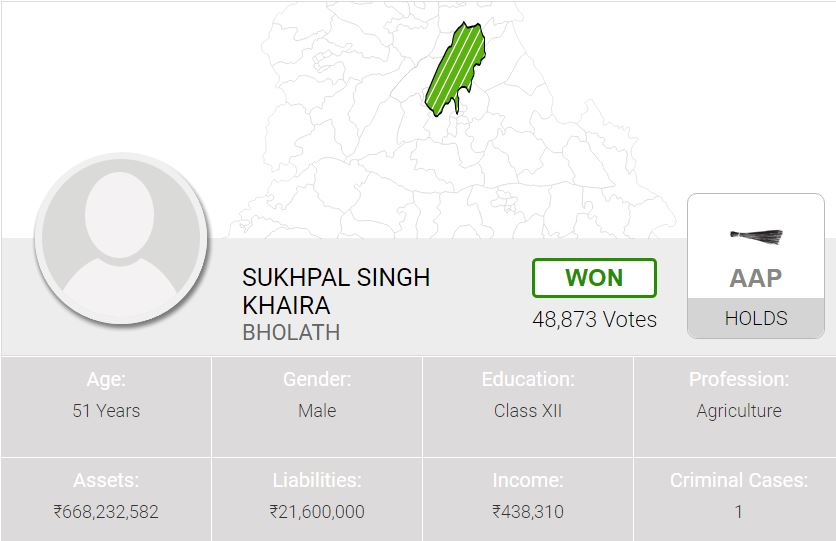 SUKHPAL SINGH
KHAIRA
BHOLATH
WON
48,873 Votes
AAP
HOLDS
Age:
51 Years
Gender:
Male
Education:
Class XII
Profession:
Agriculture
Assets:
₹668,232,582
Liabilities:
₹21,600,000
Income:
₹438,310
Criminal Cases:
1